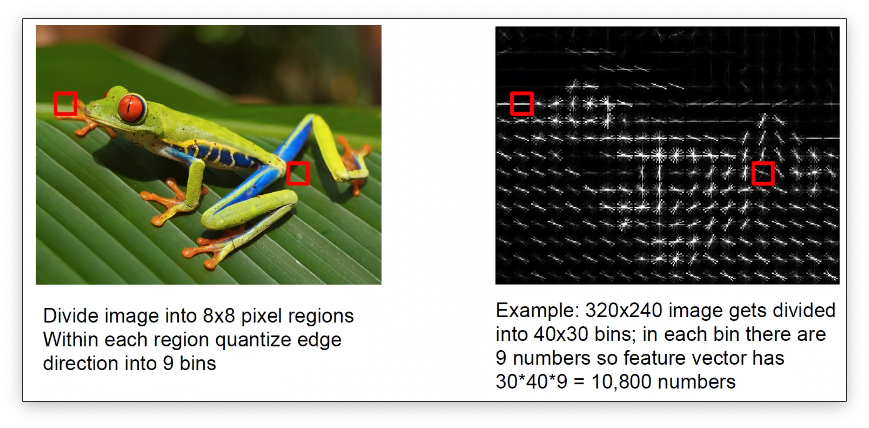 Divide image into 8x8 pixel regions
Within each region quantize edge
direction into 9 bins
Example: 320x240 image gets divided
into 40x30 bins; in each bin there are
9 numbers so feature vector has
30*40*9 = 10,800 numbers